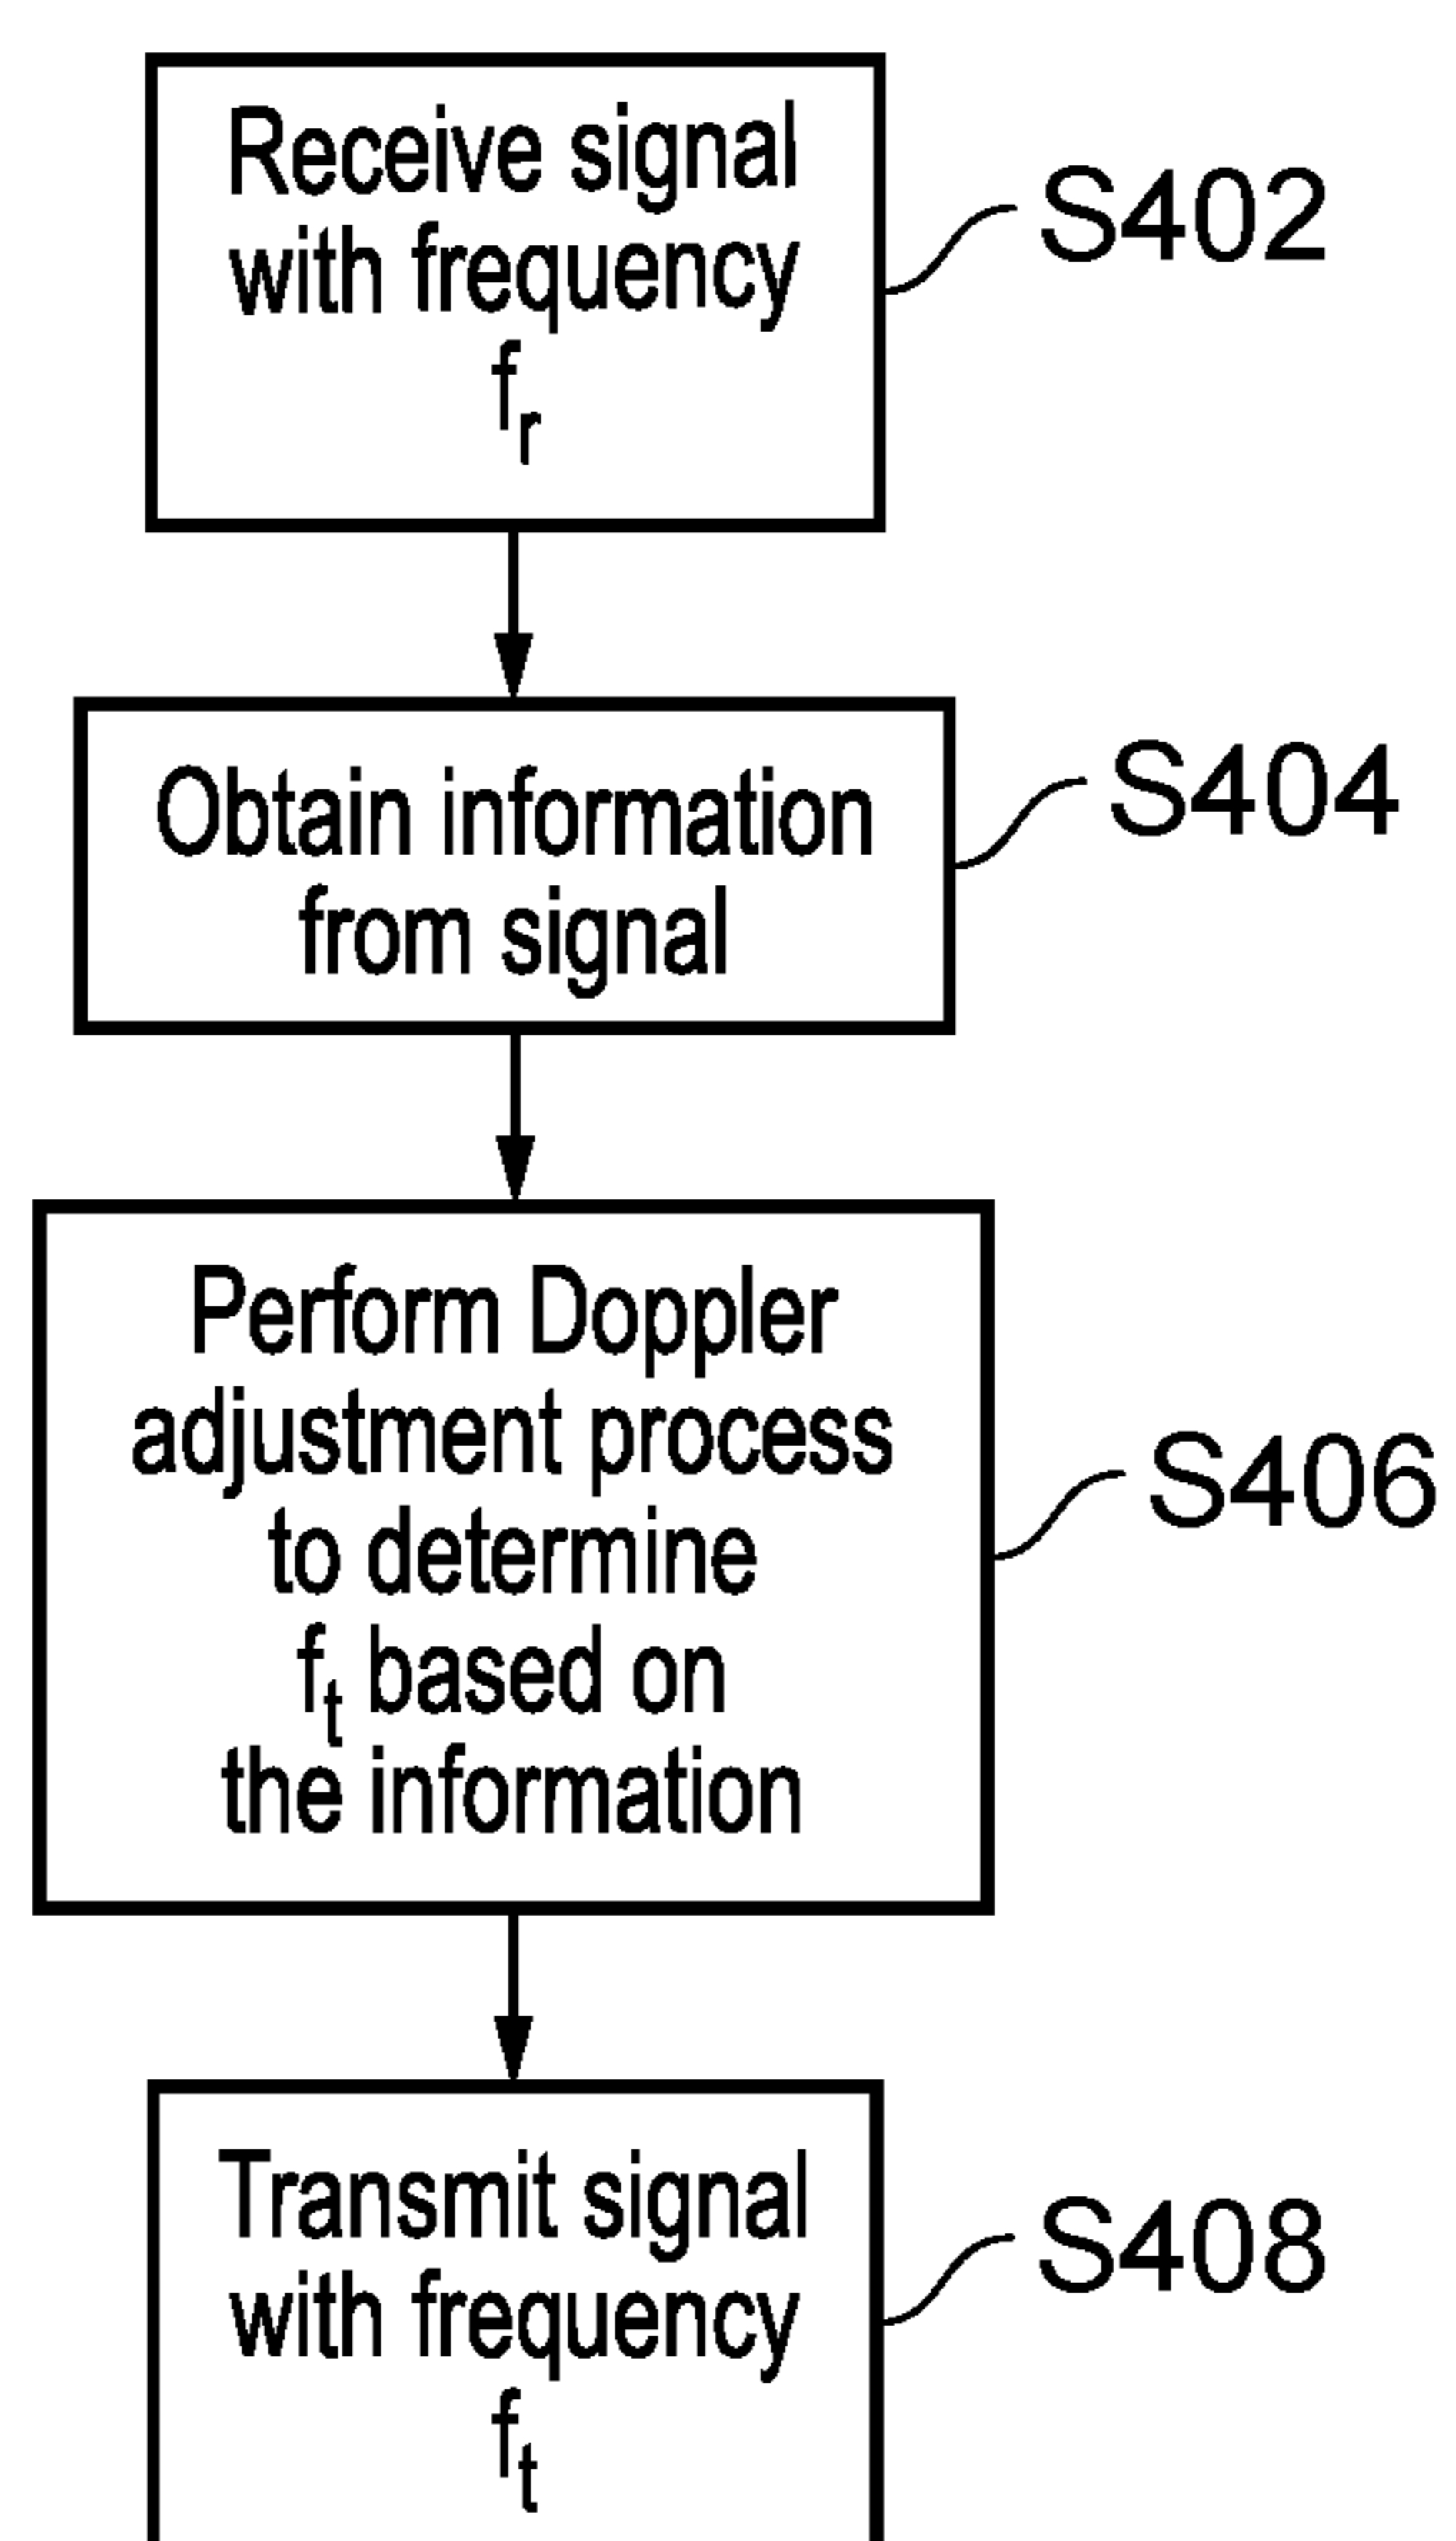 Receive signal
with frequency
fr
S402
Obtain information
from signal
S404
Perform Doppler
adjustment process
to determine
ft based on
the information
S406
Transmit signal
with frequency
ft
S408